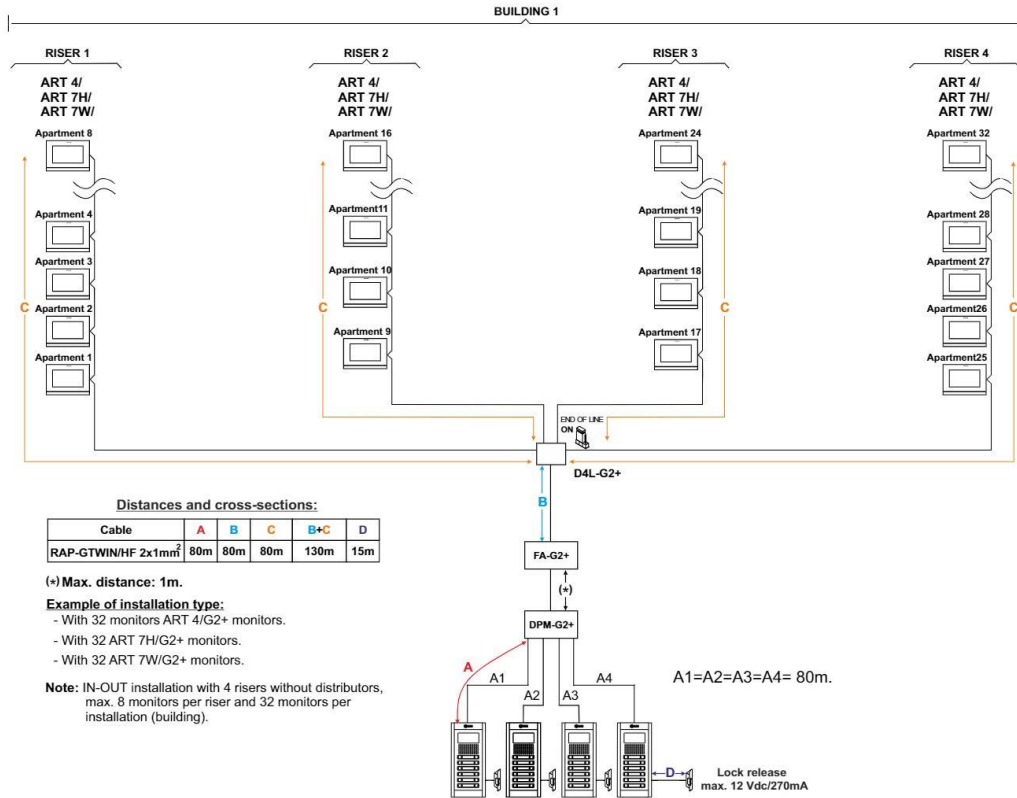 BUILDING 1
RISER 1
RISER 2
RISER 3
RISER 4
ART 4/
ART 7H/
ART 7W/
ART 4/
ART 7H/
ART 7W/
ART 4/
ART 7H/
ART 7W/
ART 4/
ART 7H/
ART 7W/
Apartment 8
Apartment 16
Apartment 24
Apartment 32
Apartment 4
Apartment11
Apartment 19
Apartment 28
Apartment 3
Apartment 10
Apartment 18
Apartment 27
C
C
C
C
Apartment 2
Apartment 9
Apartment 17
Apartment26
Apartment 1
Apartment25
END OF LINE
ON
D4L-G2+
B
Distances and cross-sections:
Cable A B C B+C D
RAP-GTWIN/HF 2x1mm² 80m 80m 80m 130m 15m
(*) Max. distance: 1m.
Example of installation type:
- With 32 monitors ART 4/G2+ monitors.
- With 32 ART 7H/G2+ monitors.
- With 32 ART 7W/G2+ monitors.
Note: IN-OUT installation with 4 risers without distributors,
max. 8 monitors per riser and 32 monitors per
installation (building).
FA-G2+
(*)
DPM-G2+
A
A1
A2
A3
A4
A1=A2=A3=A4= 80m.
D
Lock release
max. 12 Vdc/270mA